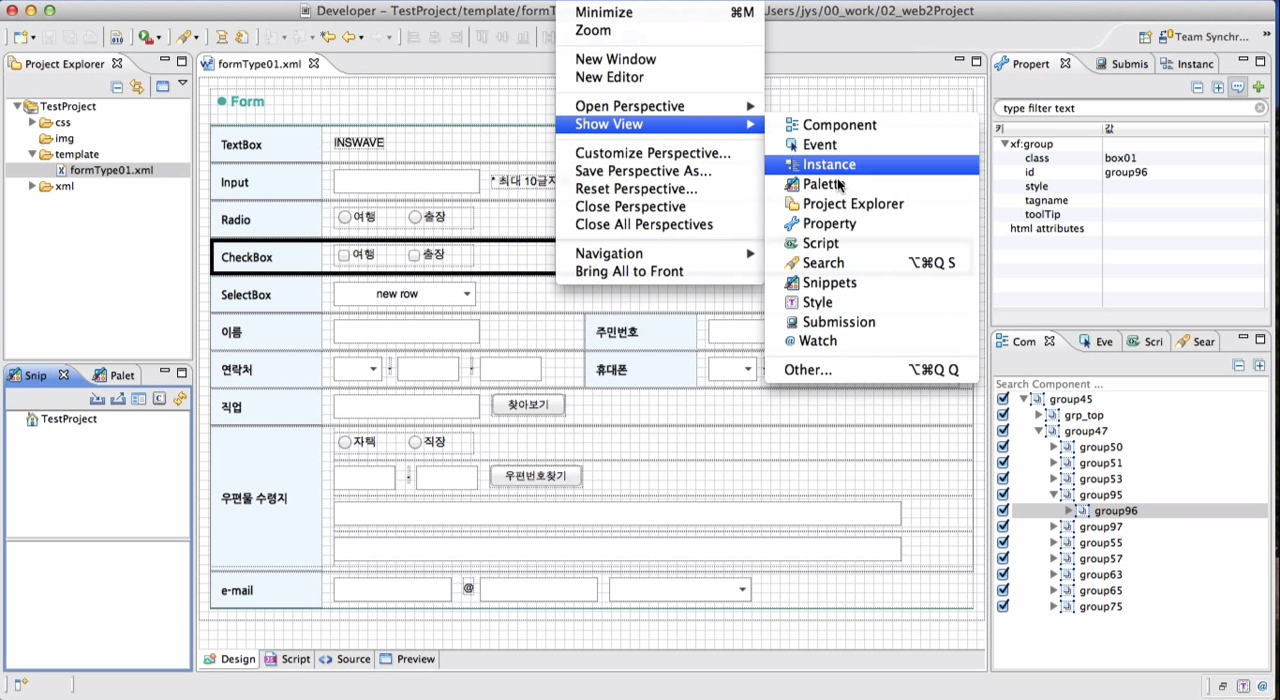 Developer - TestProject/template/formT
Users/jys/00_work/02_web2Project
Minimize ⌘M
Zoom
New Window
New Editor
Open Perspective
Show View
Customize Perspective...
Save Perspective As...
Reset Perspective...
Close Perspective
Close All Perspectives
Navigation
Bring All to Front
Component
Event
Instance
Palette
Project Explorer
Property
Script
Search ⌥⌘Q S
Snippets
Style
Submission
@ Watch
Other... ⌥⌘Q Q
Team Synchr...
Project Explorer
TestProject
css
img
template
formType01.xml
xml
Snip
Palet
TestProject
formType01.xml
Form
TextBox INSWAVE
Input * 최대 10글자
Radio 여행 출장
CheckBox 여행 출장
SelectBox new row
이름 주민번호
연락처 - - 휴대폰
직업 찾아보기
우편물 수령지
자택 직장
- 우편번호찾기
e-mail @
Design Script Source Preview
Propert Submis Instanc
type filter text
키 값
xf:group
class box01
id group96
style
tagname
toolTip
html attributes
Com Eve Scri Sear
Search Component ...
group45
grp_top
group47
group50
group51
group53
group95
group96
group97
group55
group57
group63
group65
group75